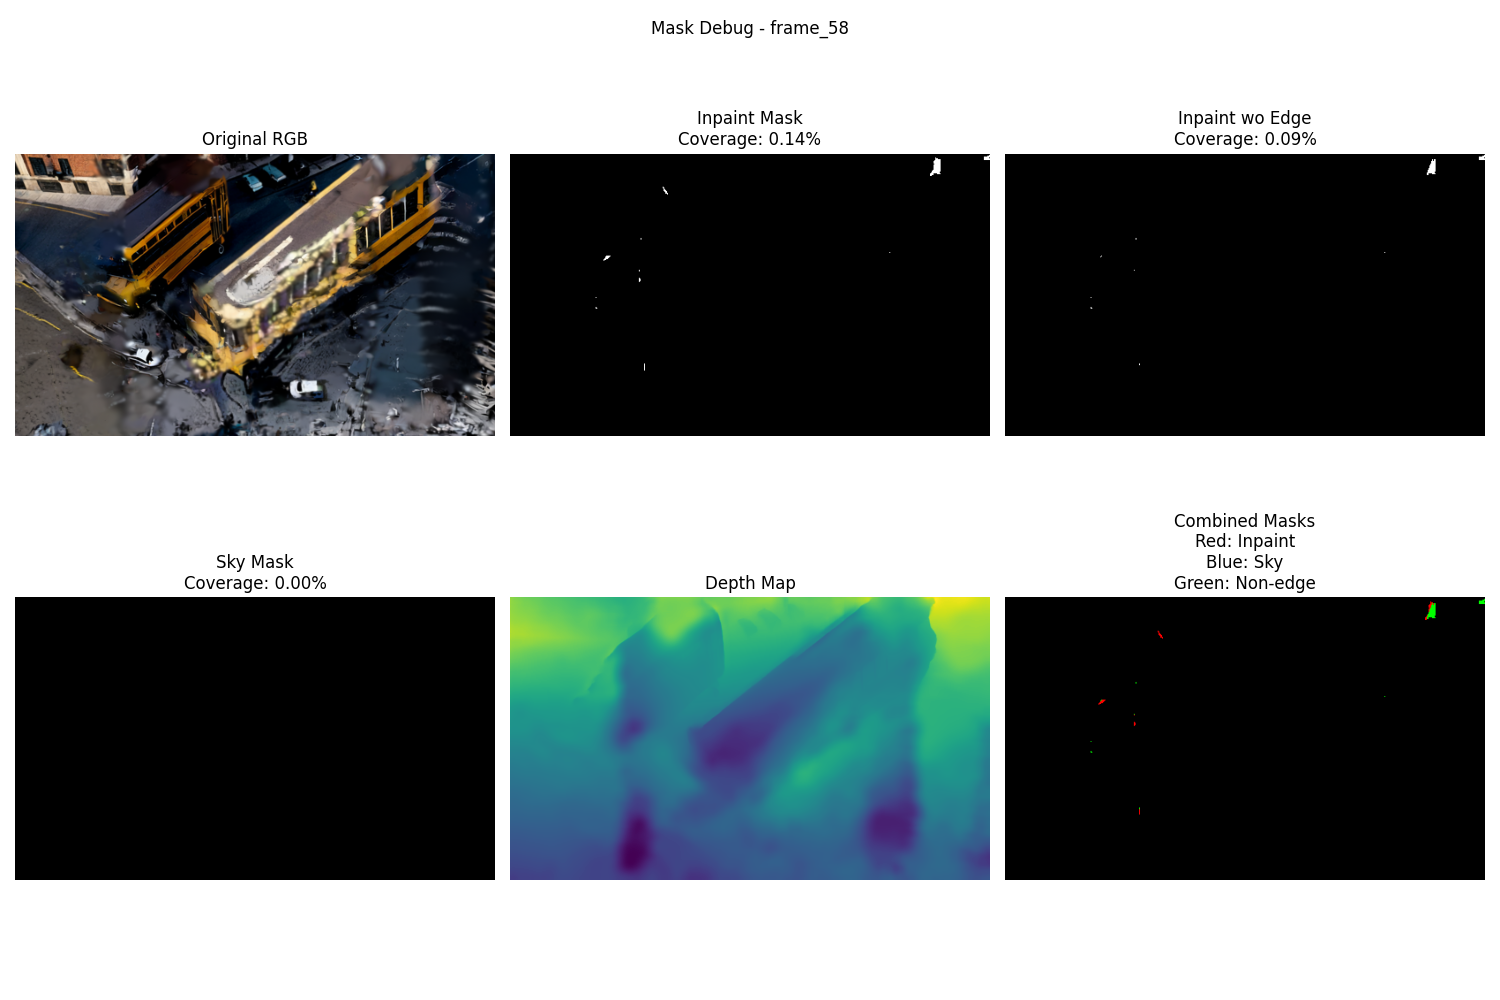 Mask Debug - frame_58
Original RGB
Inpaint Mask
Coverage: 0.14%
Inpaint wo Edge
Coverage: 0.09%
Sky Mask
Coverage: 0.00%
Depth Map
Combined Masks
Red: Inpaint
Blue: Sky
Green: Non-edge